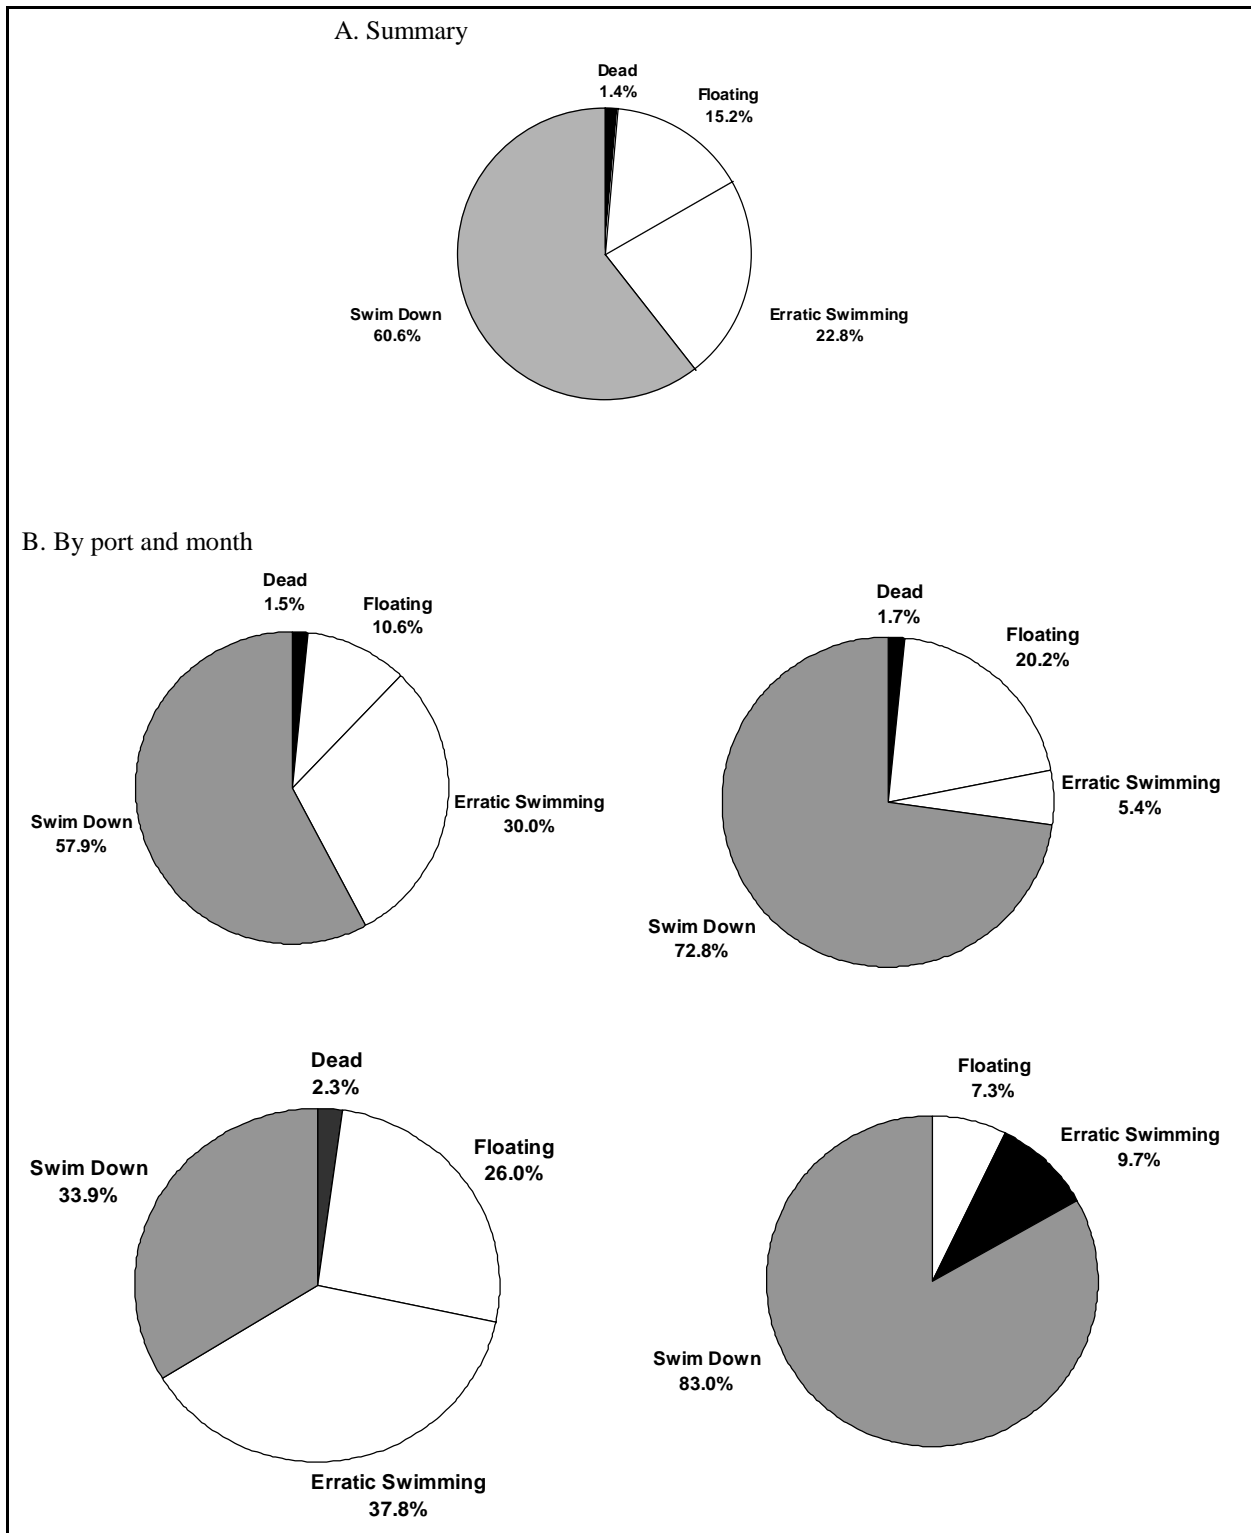 A. Summary
Dead
1.4%
Floating
15.2%
Swim Down
60.6%
Erratic Swimming
22.8%
B. By port and month
Dead
1.5%
Floating
10.6%
Erratic Swimming
30.0%
Swim Down
57.9%
Dead
1.7%
Floating
20.2%
Erratic Swimming
5.4%
Swim Down
72.8%
Dead
2.3%
Floating
26.0%
Swim Down
33.9%
Erratic Swimming
37.8%
Floating
7.3%
Erratic Swimming
9.7%
Swim Down
83.0%